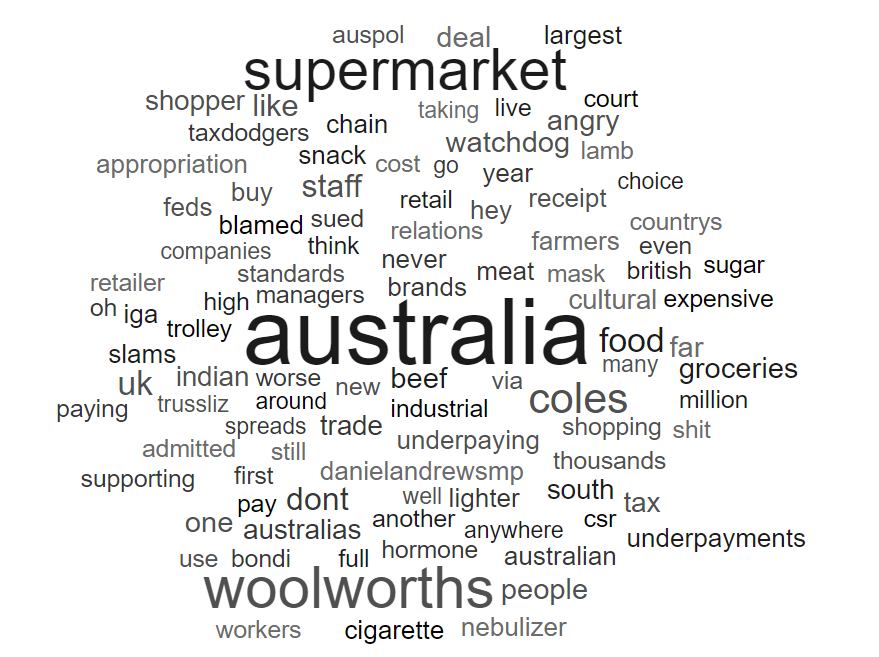 auspol deal largest
supermarket
shopper like taking live court
taxdodgers chain watchdog angry
appropriation snack cost go lamb
feds buy staff year choice
blamed sued retail hey receipt
companies think relations farmers countrys
retailer standards never meat mask even
oh iga high managers brands british sugar
trolley cultural expensive
slams australia food far
uk indian worse new beef via many groceries
paying trussliz around industrial coles million
spreads trade underpaying shopping shit
admitted still danielandrewsmp thousands
supporting first well lighter south
one pay dont another anywhere csr tax
australias underpayments
use bondi full hormone australian
woolworths people
workers cigarette nebulizer